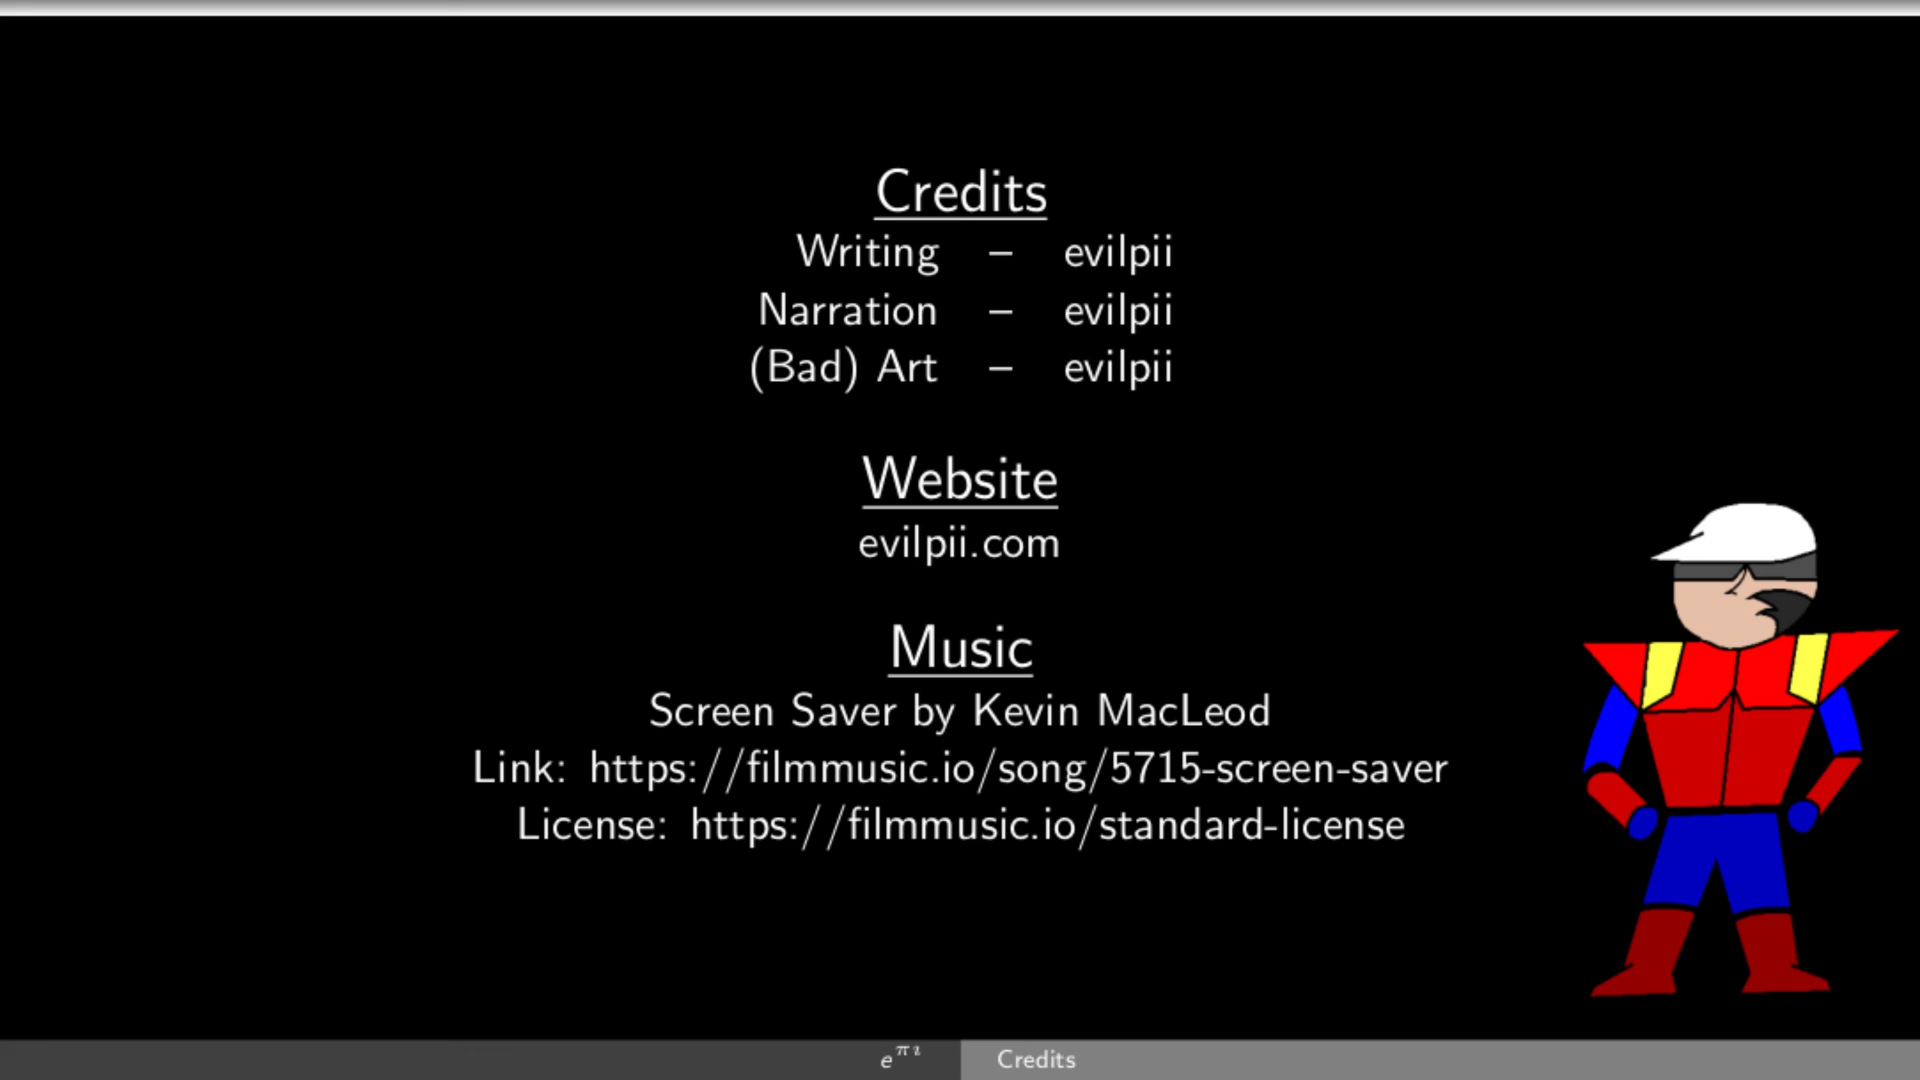 Credits
Writing – evilpii
Narration – evilpii
(Bad) Art – evilpii
Website
evilpii.com
Music
Screen Saver by Kevin MacLeod
Link: https://filmmusic.io/song/5715-screen-saver
License: https://filmmusic.io/standard-license
e^{πı} Credits